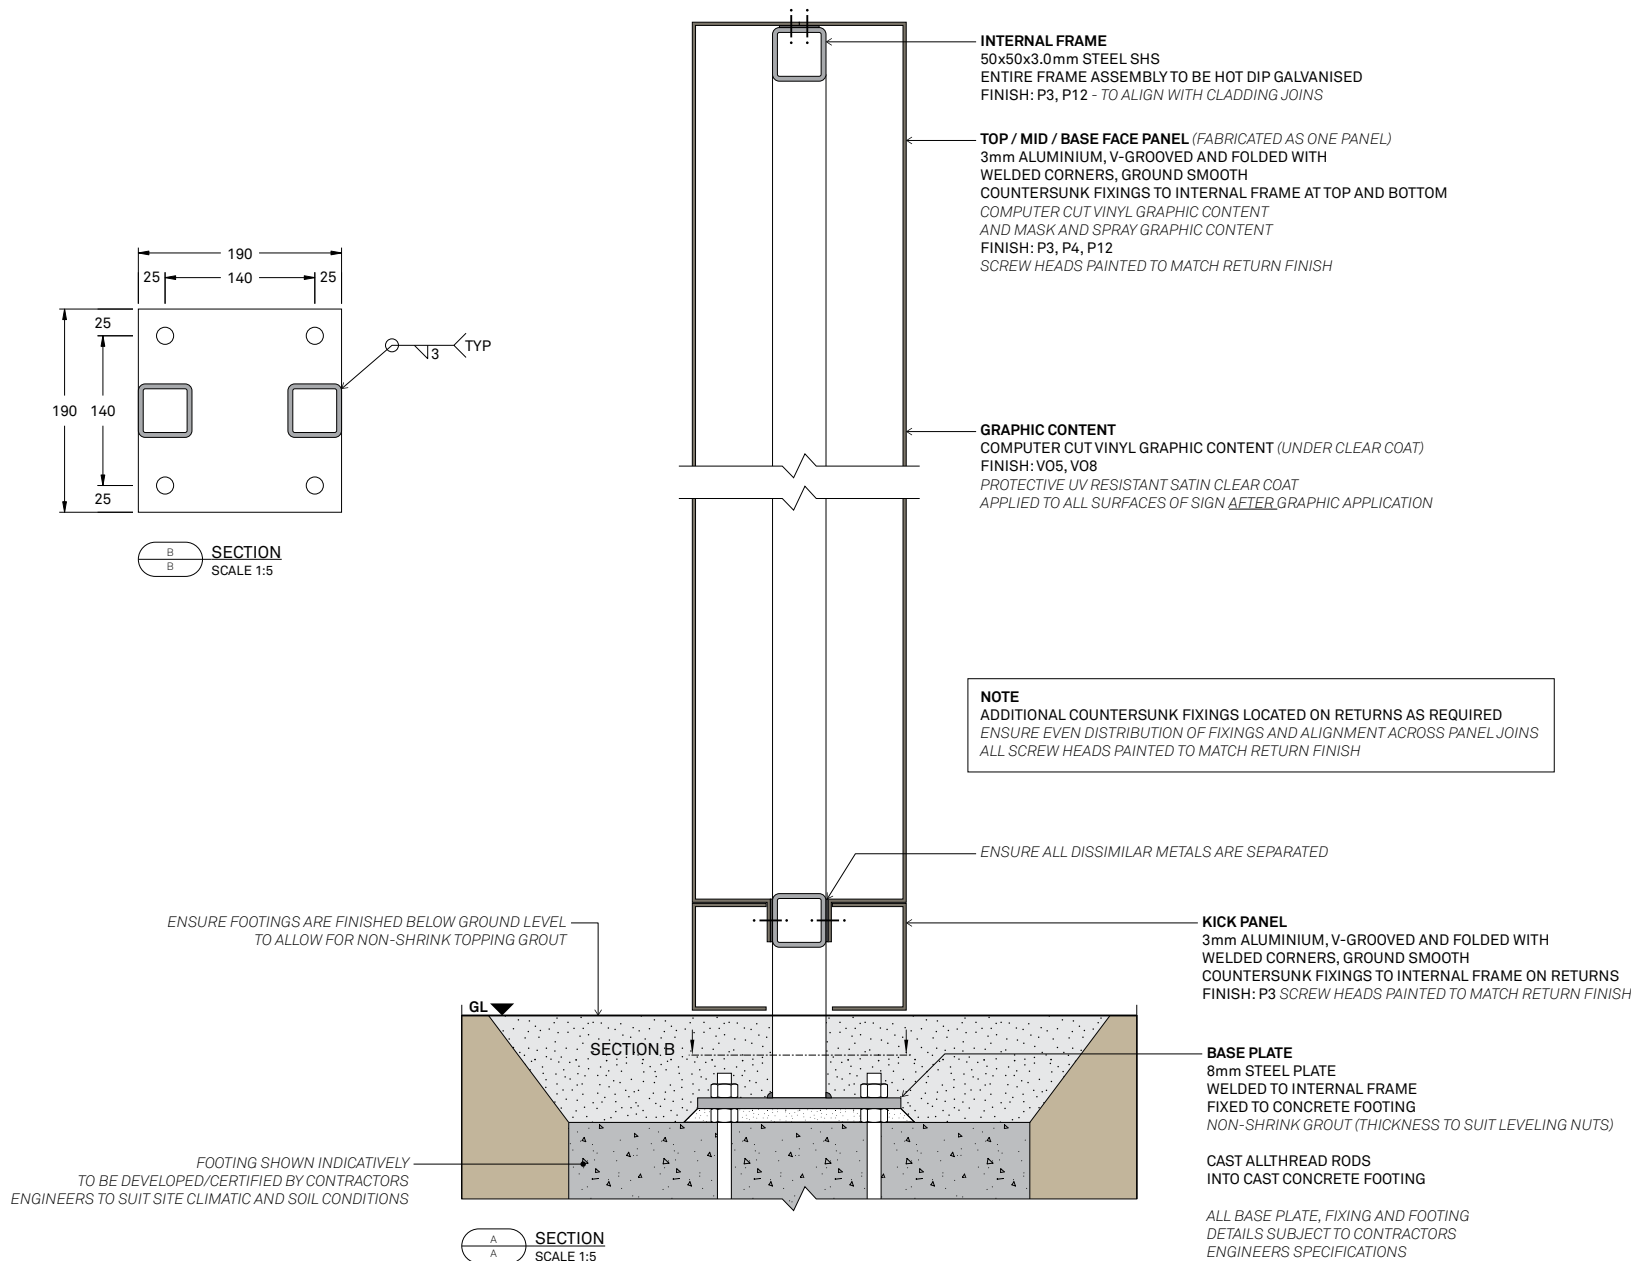 INTERNAL FRAME
50x50x3.0mm STEEL SHS
ENTIRE FRAME ASSEMBLY TO BE HOT DIP GALVANISED
FINISH: P3, P12 - TO ALIGN WITH CLADDING JOINS
TOP / MID / BASE FACE PANEL (FABRICATED AS ONE PANEL)
3mm ALUMINIUM, V-GROOVED AND FOLDED WITH
WELDED CORNERS, GROUND SMOOTH
COUNTERSUNK FIXINGS TO INTERNAL FRAME AT TOP AND BOTTOM
COMPUTER CUT VINYL GRAPHIC CONTENT
AND MASK AND SPRAY GRAPHIC CONTENT
FINISH: P3, P4, P12
SCREW HEADS PAINTED TO MATCH RETURN FINISH
190
25
140
25
25
190
140
25
3
TYP
B
B
SECTION
SCALE 1:5
GRAPHIC CONTENT
COMPUTER CUT VINYL GRAPHIC CONTENT (UNDER CLEAR COAT)
FINISH: VO5, VO8
PROTECTIVE UV RESISTANT SATIN CLEAR COAT
APPLIED TO ALL SURFACES OF SIGN AFTER GRAPHIC APPLICATION
NOTE
ADDITIONAL COUNTERSUNK FIXINGS LOCATED ON RETURNS AS REQUIRED
ENSURE EVEN DISTRIBUTION OF FIXINGS AND ALIGNMENT ACROSS PANEL JOINS
ALL SCREW HEADS PAINTED TO MATCH RETURN FINISH
ENSURE ALL DISSIMILAR METALS ARE SEPARATED
ENSURE FOOTINGS ARE FINISHED BELOW GROUND LEVEL
TO ALLOW FOR NON-SHRINK TOPPING GROUT
KICK PANEL
3mm ALUMINIUM, V-GROOVED AND FOLDED WITH
WELDED CORNERS, GROUND SMOOTH
COUNTERSUNK FIXINGS TO INTERNAL FRAME ON RETURNS
FINISH: P3 SCREW HEADS PAINTED TO MATCH RETURN FINISH
GL
SECTION B
BASE PLATE
8mm STEEL PLATE
WELDED TO INTERNAL FRAME
FIXED TO CONCRETE FOOTING
NON-SHRINK GROUT (THICKNESS TO SUIT LEVELING NUTS)
CAST ALLTHREAD RODS
INTO CAST CONCRETE FOOTING
ALL BASE PLATE, FIXING AND FOOTING
DETAILS SUBJECT TO CONTRACTORS
ENGINEERS SPECIFICATIONS
FOOTING SHOWN INDICATIVELY
TO BE DEVELOPED/CERTIFIED BY CONTRACTORS
ENGINEERS TO SUIT SITE CLIMATIC AND SOIL CONDITIONS
A
A
SECTION
SCALE 1:5